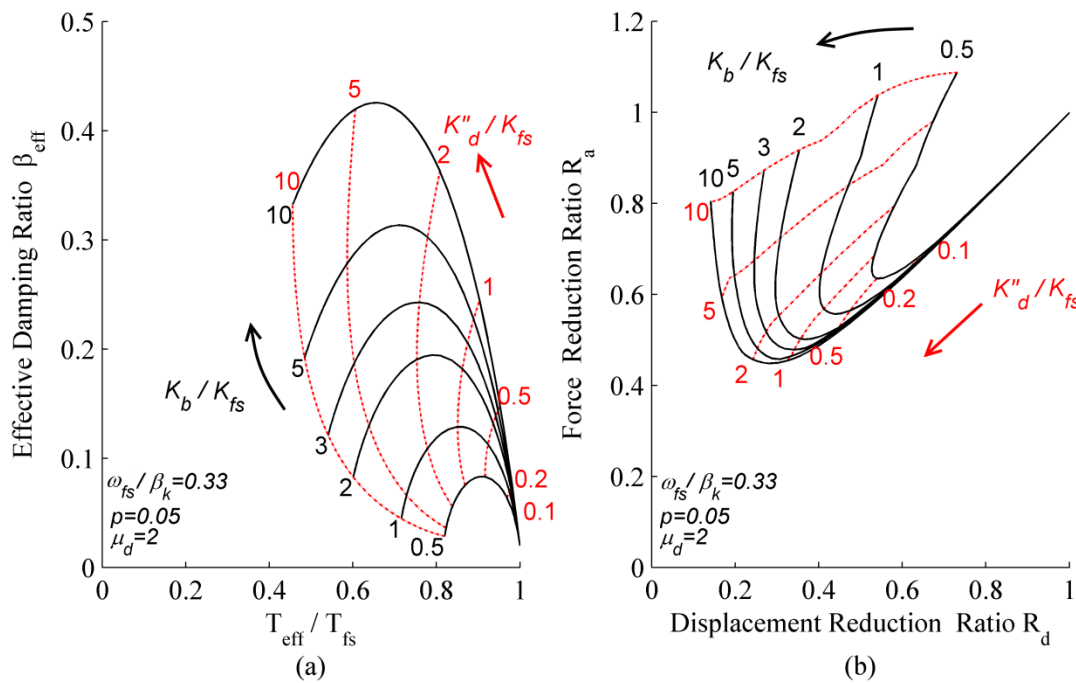 0.5
0.4
0.3
0.2
0.1
0
Effective Damping Ratio β_eff
0 0.2 0.4 0.6 0.8 1
T_eff / T_fs
(a)
5
K"_d / K_fs
2
10
10
1
5
K_b / K_fs
0.5
3
2
0.2
0.1
1
0.5
ω_fs / β_k=0.33
p=0.05
μ_d=2
1.2
1
0.8
0.6
0.4
0.2
0
Force Reduction Ratio R_a
0 0.2 0.4 0.6 0.8 1
Displacement Reduction Ratio R_d
(b)
K_b / K_fs
0.5
1
2
3
5
10
10
0.1
5
0.2
K"_d / K_fs
0.5
2 1
ω_fs / β_k=0.33
p=0.05
μ_d=2